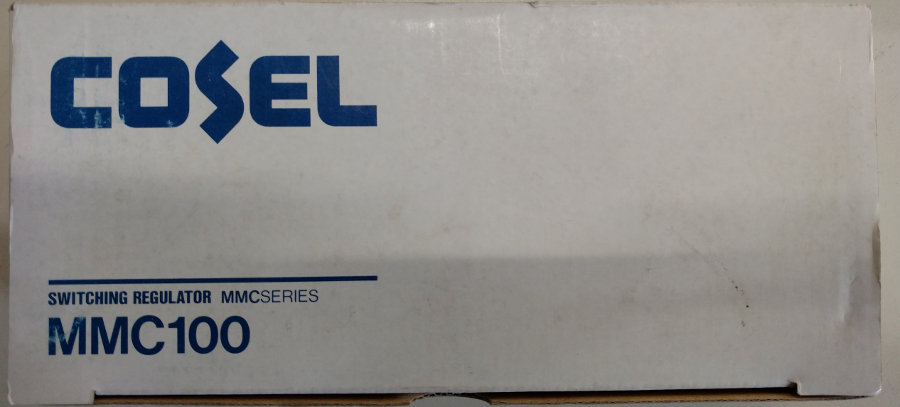 COSEL
SWITCHING REGULATOR MMCSERIES
MMC100